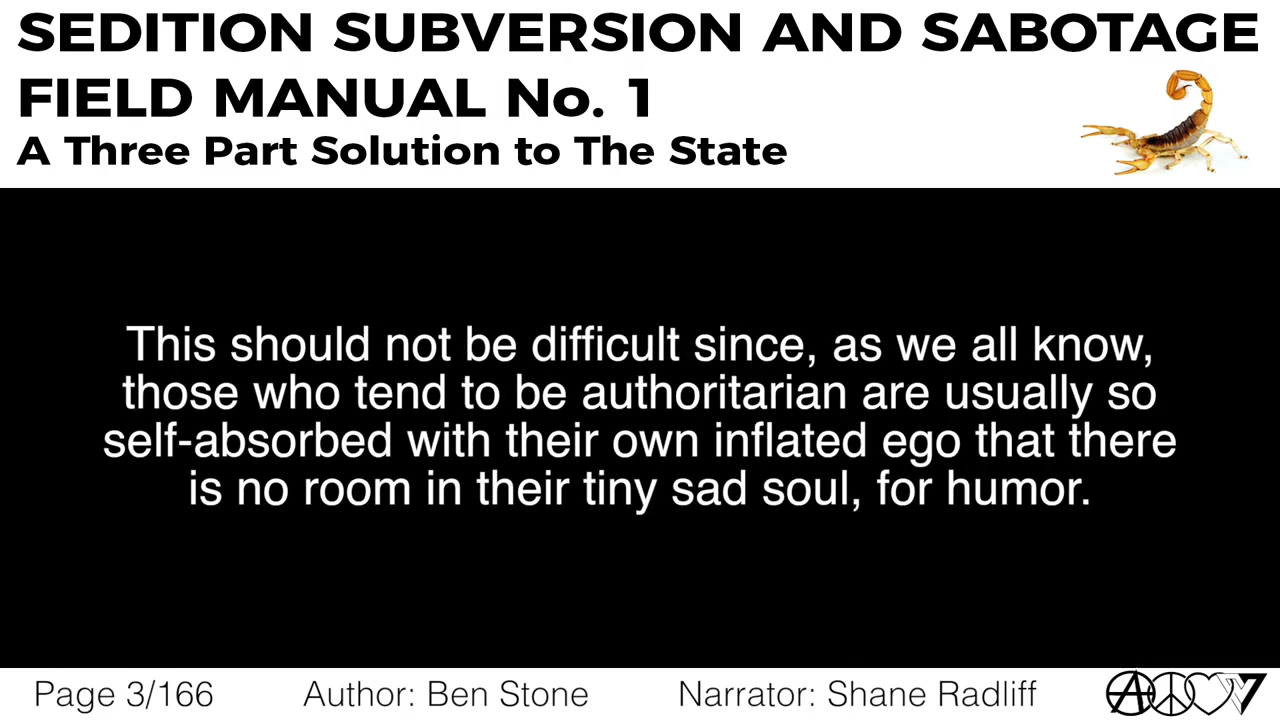 SEDITION SUBVERSION AND SABOTAGE
FIELD MANUAL No. 1
A Three Part Solution to The State
This should not be difficult since, as we all know,
those who tend to be authoritarian are usually so
self-absorbed with their own inflated ego that there
is no room in their tiny sad soul, for humor.
Page 3/166 Author: Ben Stone Narrator: Shane Radliff